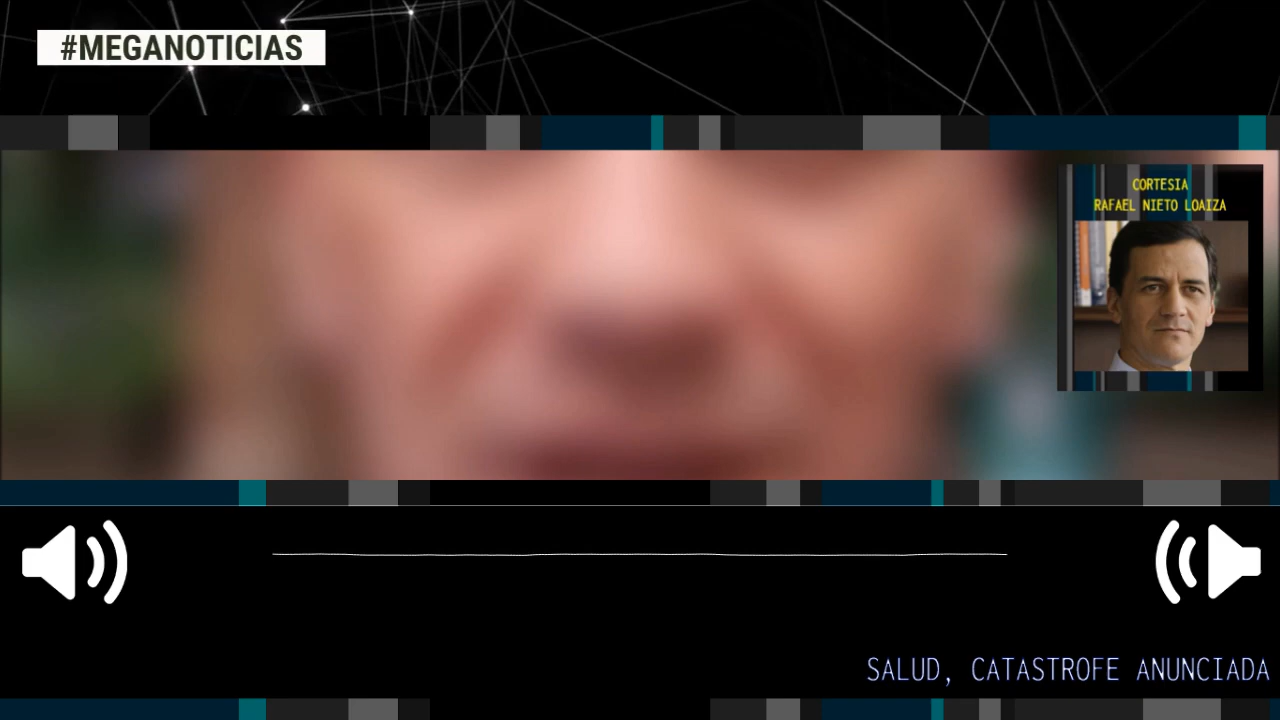 #MEGANOTICIAS
CORTESIA
RAFAEL NIETO LOAIZA
SALUD, CATASTROFE ANUNCIADA